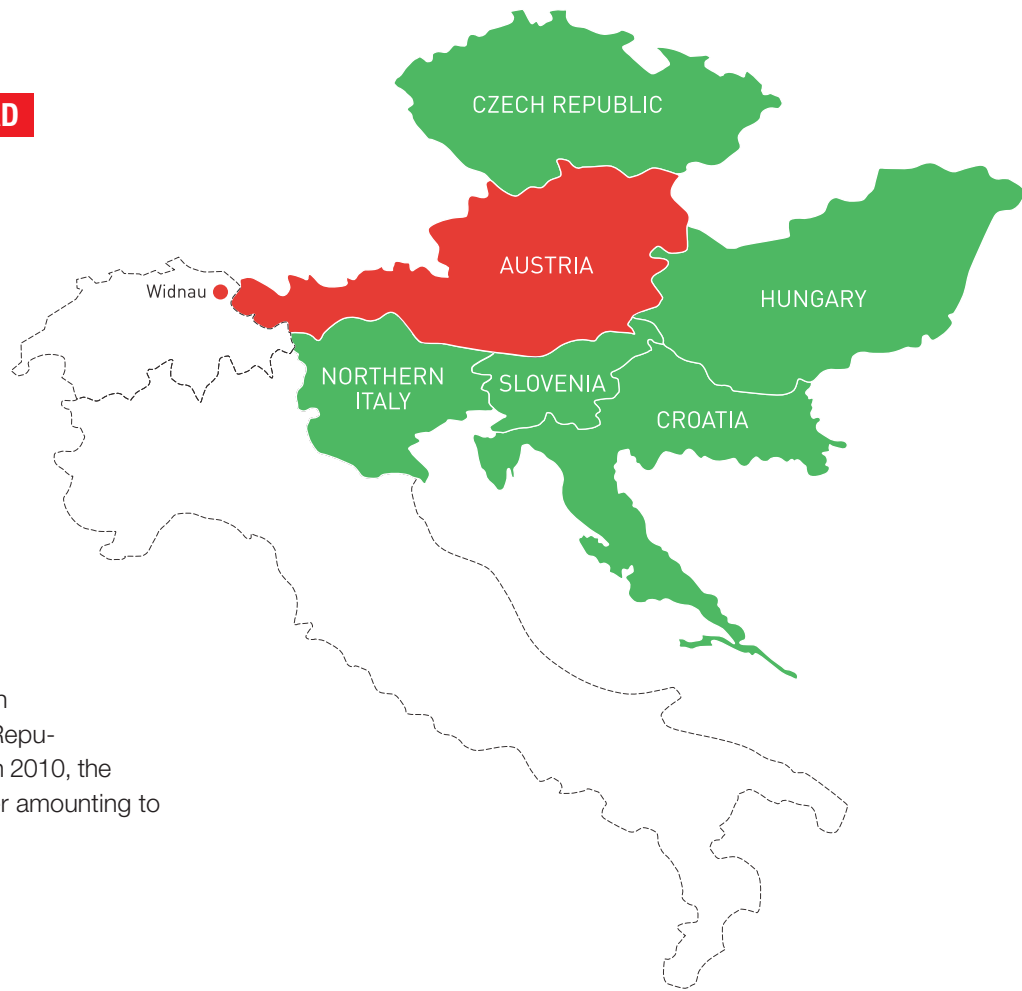 D
CZECH REPUBLIC
AUSTRIA
Widnau
HUNGARY
NORTHERN
ITALY
SLOVENIA
CROATIA
n
Repu-
n 2010, the
r amounting to